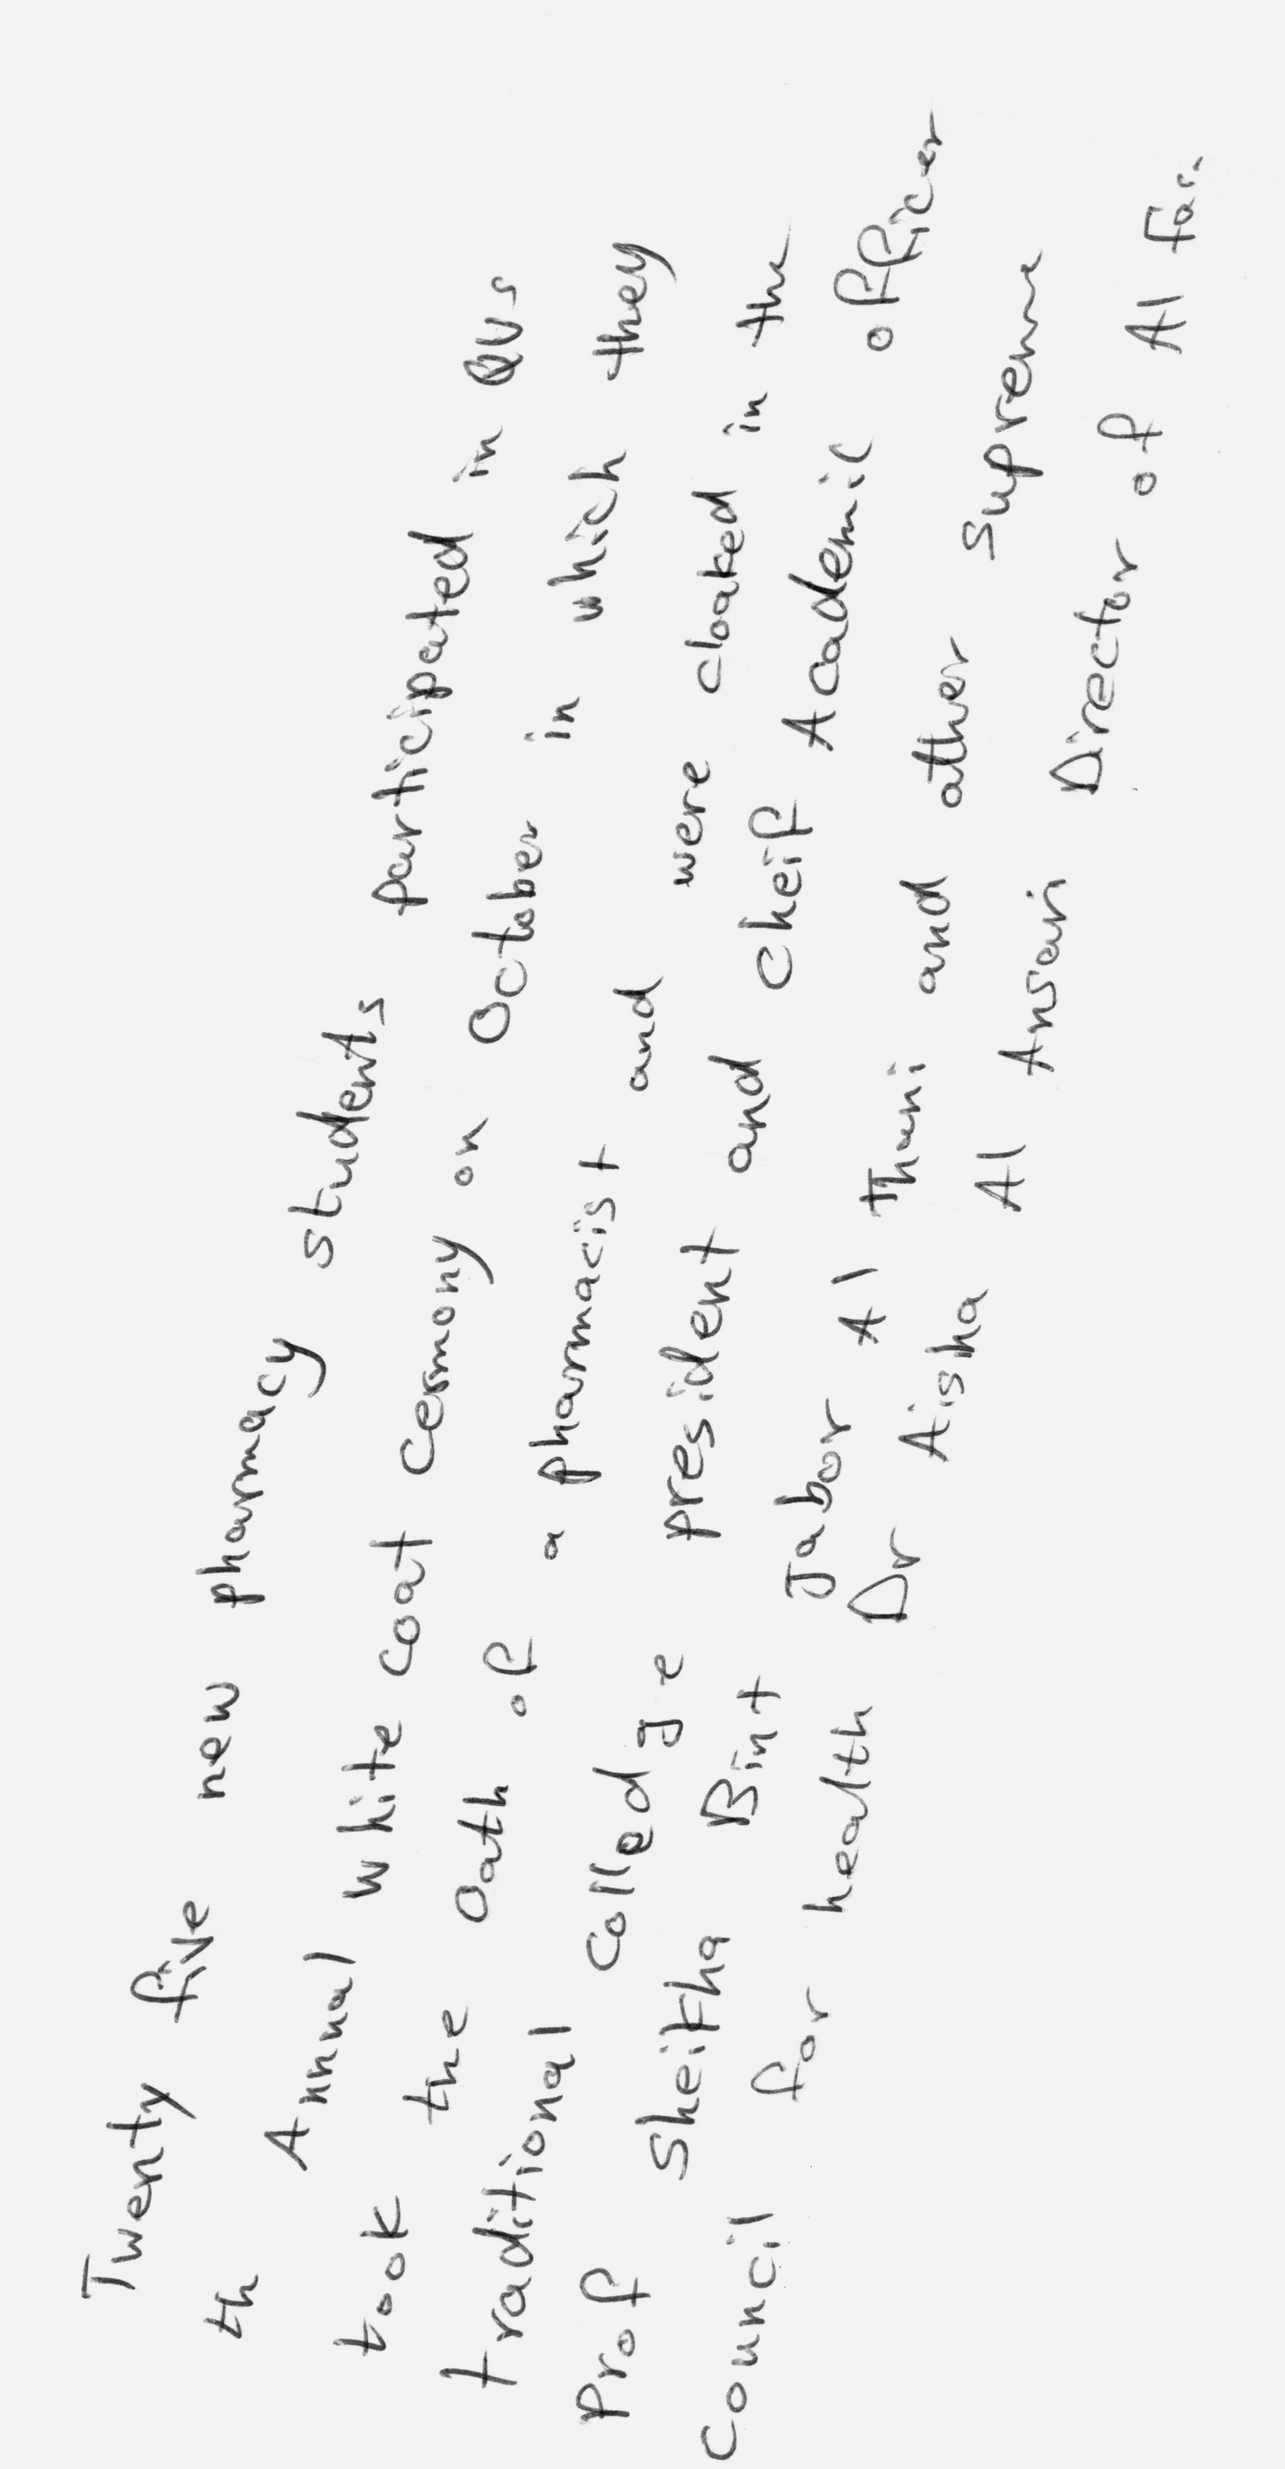 Twenty five new pharmacy students participated in QUs
th Annual white coat cermony on October in which they
took the Oath of a pharmacist and were cloaked in the
traditional colledge president and cheif Academic officer
Prof Sheikha Bint Jabor Al Thani and other Supreme
Council for health Dr Aisha Al Ansari Director of Al